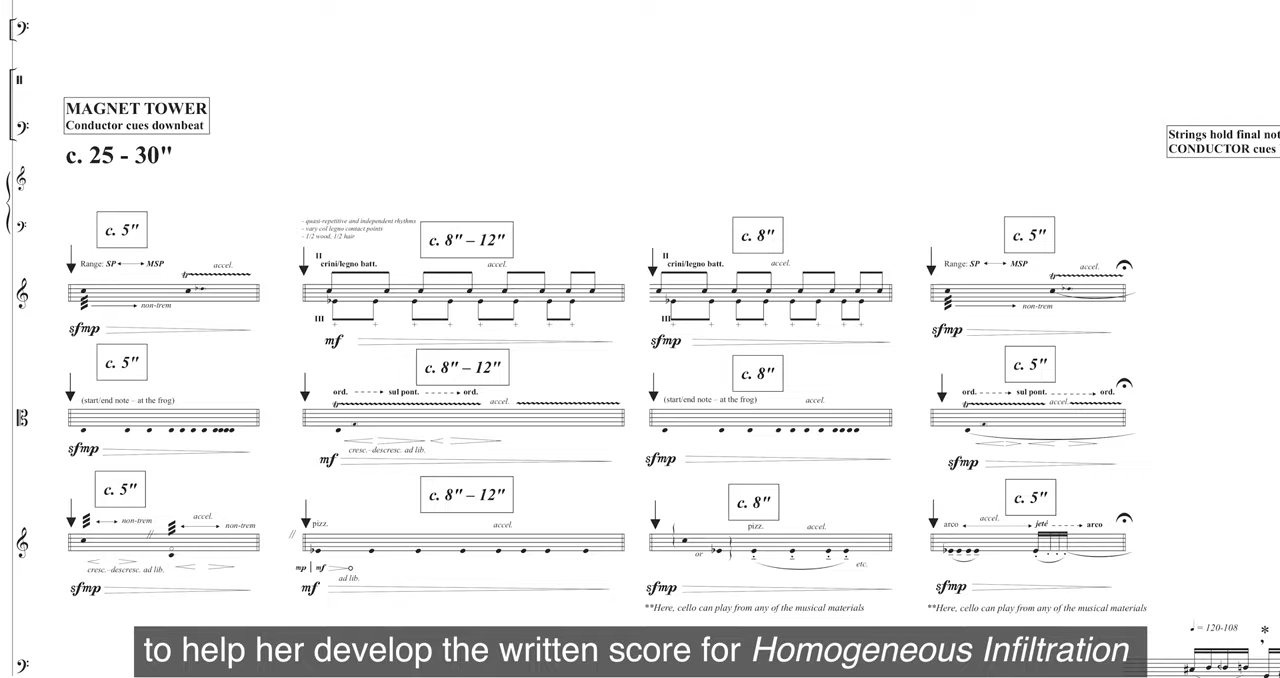 MAGNET TOWER
Conductor cues downbeat
c. 25 - 30"
Strings hold final not
CONDUCTOR cues
c. 5"
- quasi-repetitive and independent rhythms
- vary col legno contact points
- 1/2 wood, 1/2 hair
c. 8" – 12"
c. 8"
c. 5"
Range: SP MSP accel.
II
crini/legno batt. accel.
II
crini/legno batt. accel.
Range: SP MSP accel.
non-trem
III
III
non-trem
sfmp
mf
sfmp
sfmp
c. 5"
c. 8" – 12"
c. 8"
c. 5"
(start/end note – at the frog)
ord. sul pont. ord. accel.
(start/end note – at the frog) accel.
ord. sul pont. ord. accel.
cresc.–descresc. ad lib.
sfmp
mf
sfmp
sfmp
c. 5"
c. 8" – 12"
c. 8"
c. 5"
non-trem accel. non-trem
pizz. accel.
pizz. accel.
arco accel. jeté arco
or
etc.
cresc.–descresc. ad lib.
mp mf
ad lib.
sfmp
mf
sfmp
sfmp
**Here, cello can play from any of the musical materials
**Here, cello can play from any of the musical materials
= 120-108 *
to help her develop the written score for Homogeneous Infiltration